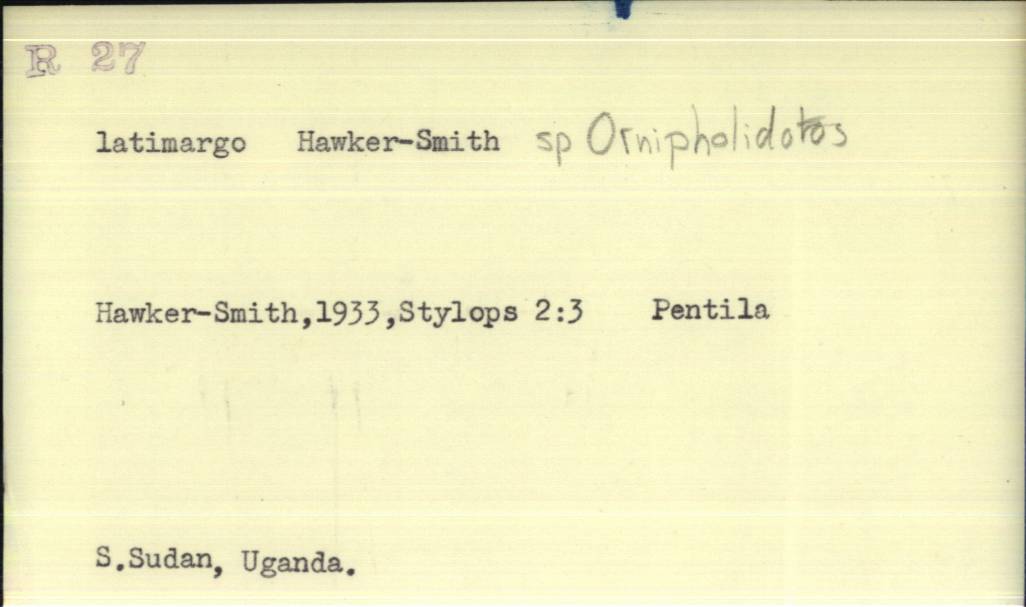 R 27
latimargo Hawker-Smith sp Ornipholidotos
Hawker-Smith,1933,Stylops 2:3 Pentila
S.Sudan, Uganda.